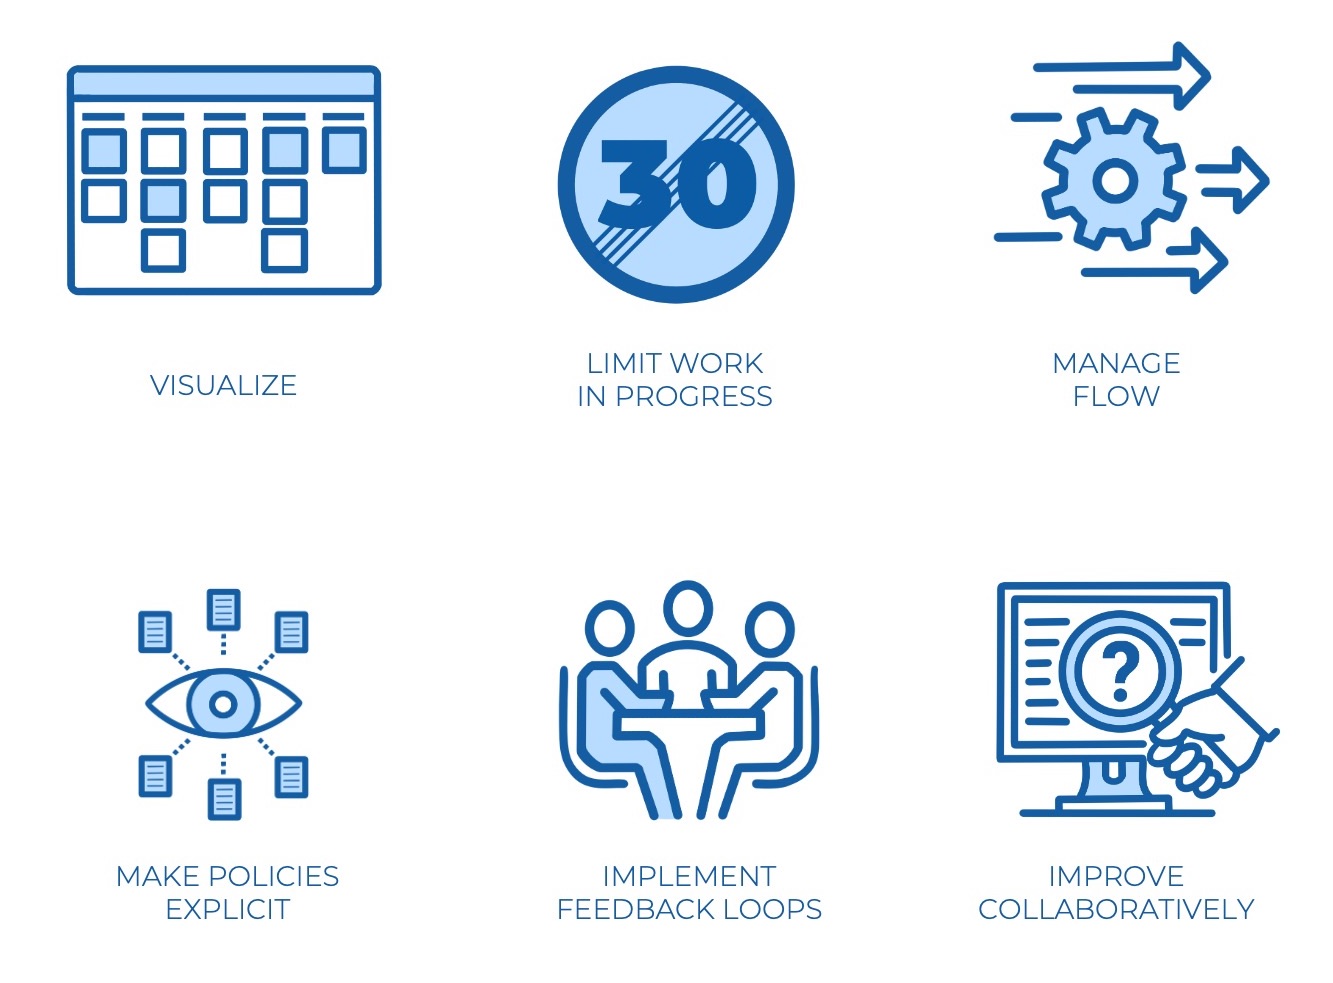 30
VISUALIZE
LIMIT WORK
IN PROGRESS
MANAGE
FLOW
?
MAKE POLICIES
EXPLICIT
IMPLEMENT
FEEDBACK LOOPS
IMPROVE
COLLABORATIVELY